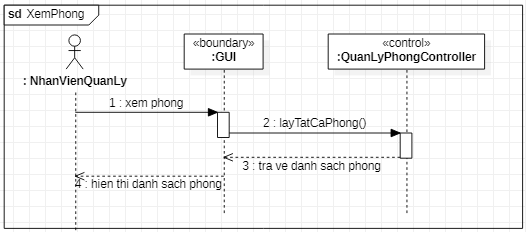 sd XemPhong
«boundary»
:GUI
«control»
:QuanLyPhongController
: NhanVienQuanLy
1 : xem phong
2 : layTatCaPhong()
3 : tra ve danh sach phong
4 : hien thi danh sach phong